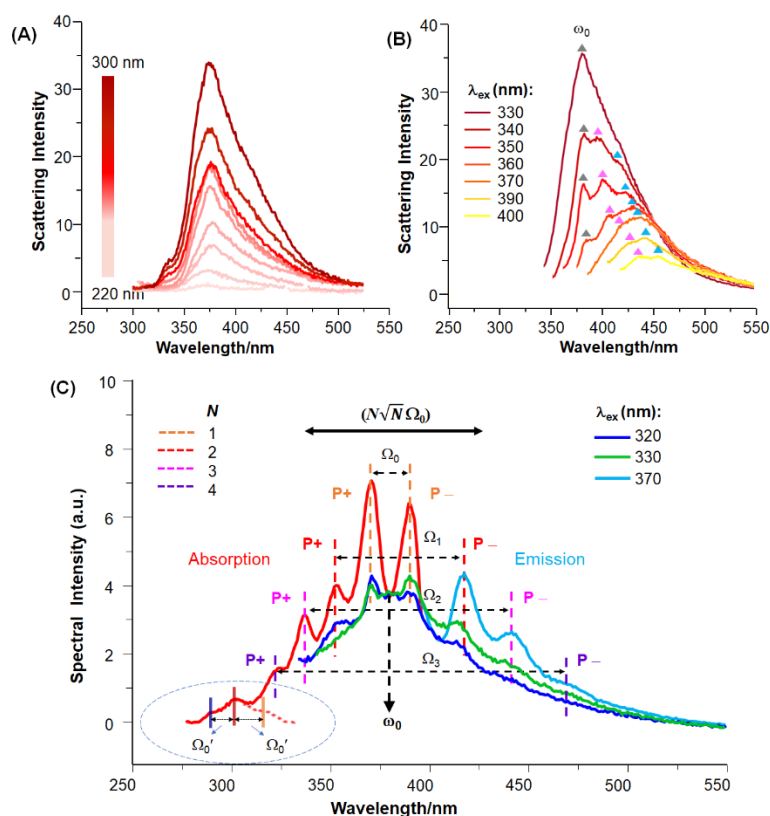 (A)
300 nm
220 nm
Scattering Intensity
40
30
20
10
0
250 300 350 400 450 500 550
Wavelength/nm
(B)
ω₀
λex (nm):
330
340
350
360
370
390
400
Scattering Intensity
40
30
20
10
0
250 300 350 400 450 500 550
Wavelength/nm
(C)
Spectral Intensity (a.u.)
10
8
6
4
2
0
N
1
2
3
4
(N√NΩ₀)
λex (nm):
320
330
370
Ω₀
P+ P –
Absorption P+ Ω₁ P – Emission
P+ Ω₂ P –
P+ Ω₃ P –
Ω₀′ Ω₀′
ω₀
250 300 350 400 450 500 550
Wavelength/nm